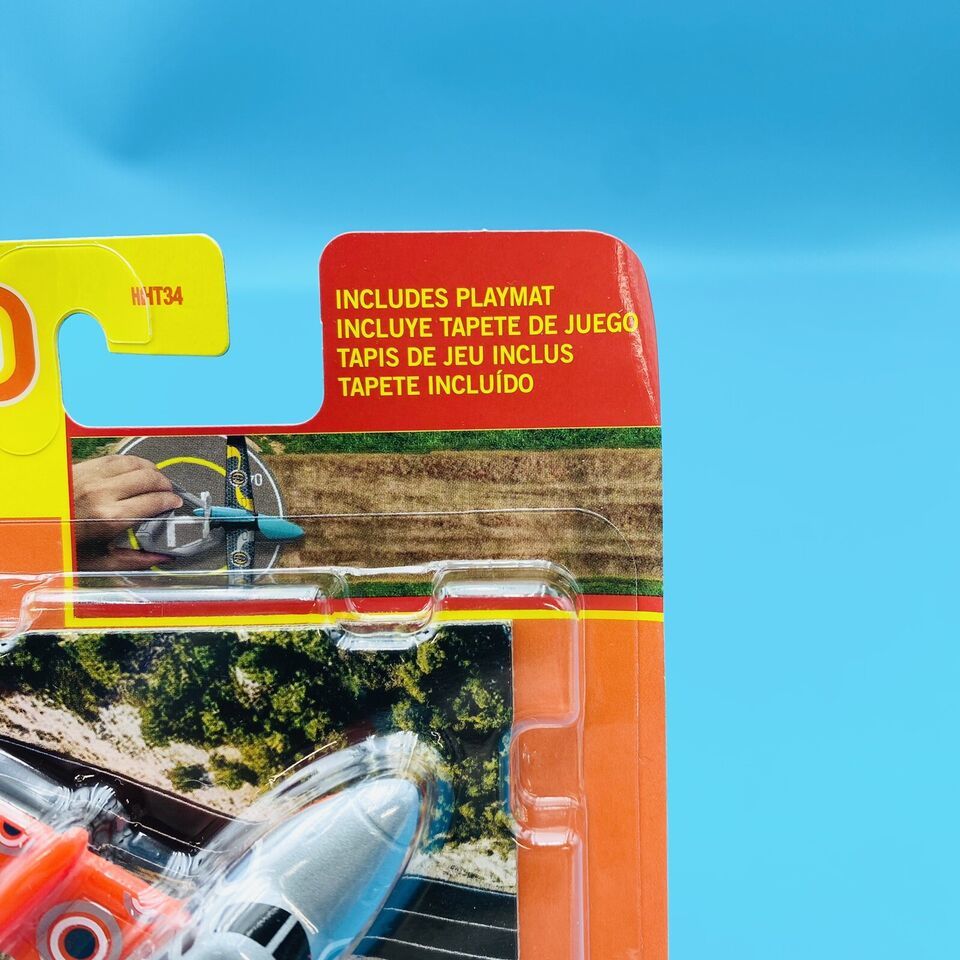 HHT34
INCLUDES PLAYMAT
INCLUYE TAPETE DE JUEGO
TAPIS DE JEU INCLUS
TAPETE INCLUÍDO